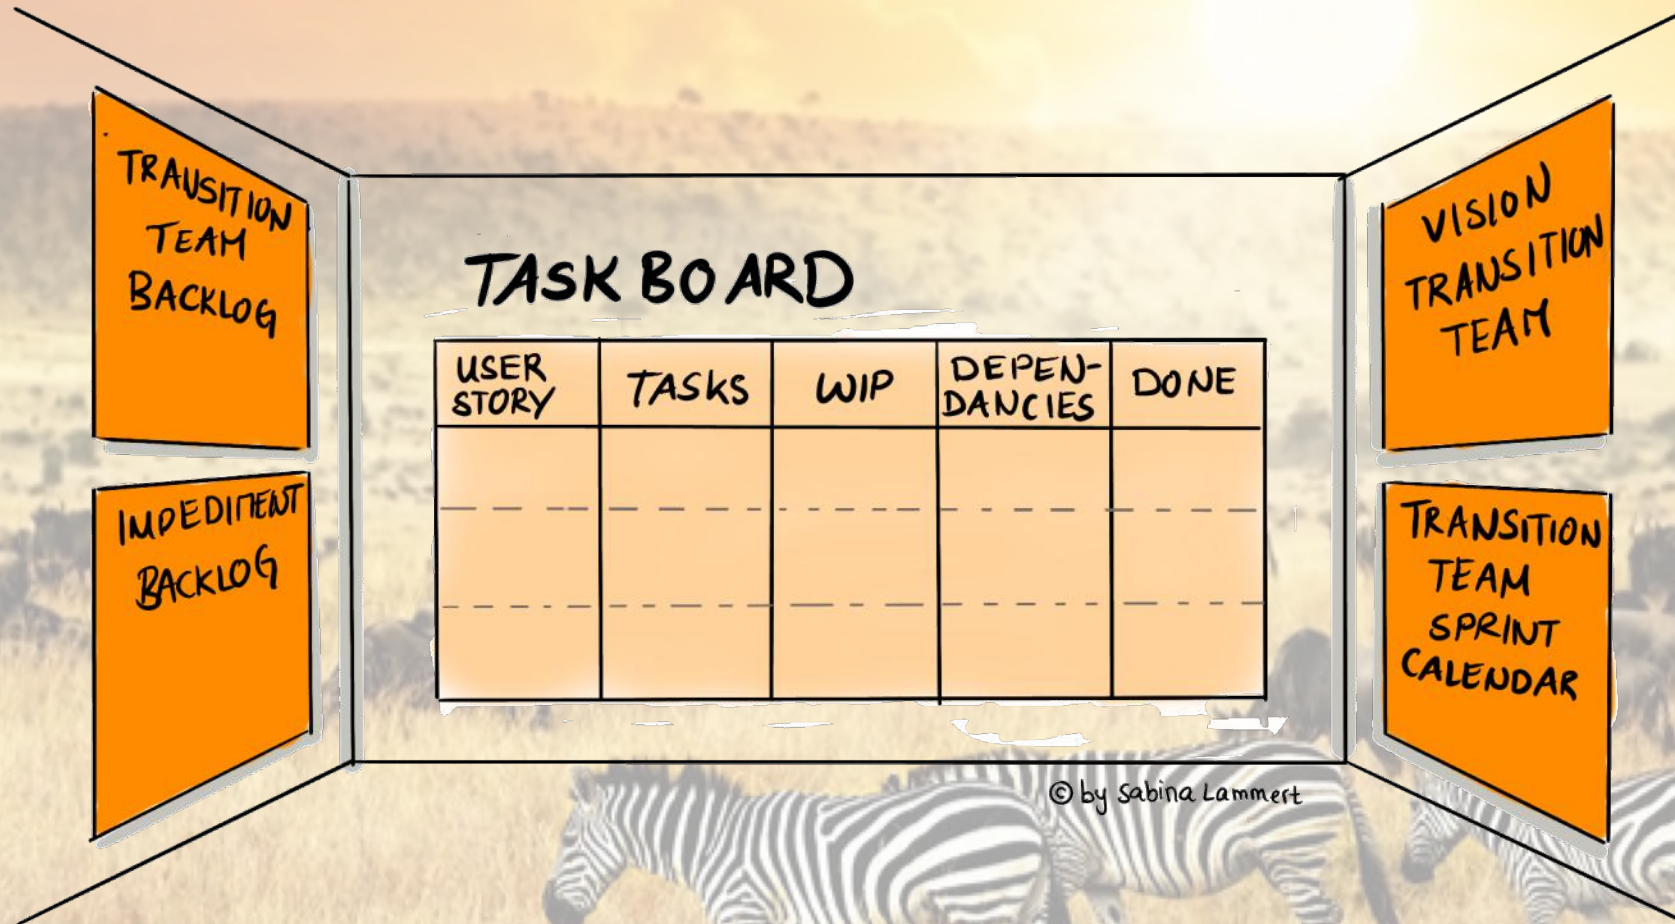 TRANSITION
TEAM
BACKLOG
IMPEDIMENT
BACKLOG
TASK BOARD
USER
STORY
TASKS
WIP
DEPEN-
DANCIES
DONE
VISION
TRANSITION
TEAM
TRANSITION
TEAM
SPRINT
CALENDAR
© by Sabina Lammert